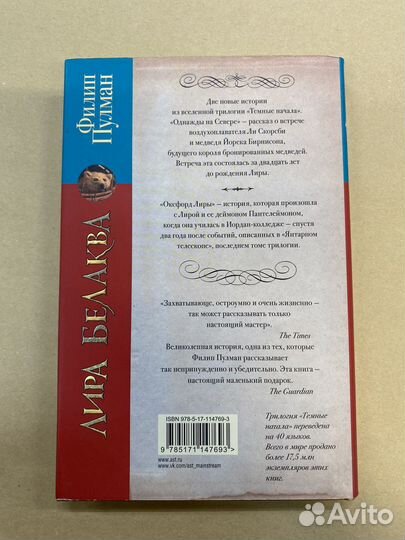 Филип
Пулман
ЛИРА БЕЛАКВА
Две новые истории
из вселенной трилогии «Темные начала».
«Однажды на Севере» – рассказ о встрече
воздухоплавателя Ли Скорсби
и медведя Йорека Бирнисона,
будущего короля бронированных медведей.
Встреча эта состоялась за двадцать лет
до рождения Лиры.
«Оксфорд Лиры» – история, которая произошла
с Лирой и ее деймоном Пантелеймоном,
когда она училась в Иордан-колледже – спустя
два года после событий, описанных в «Янтарном
телескопе», последнем томе трилогии.
«Захватывающе, остроумно и очень жизненно –
так может рассказывать только
настоящий мастер».
The Times
Великолепная история, одна из тех, которые
Филип Пулман рассказывает
так непринужденно и убедительно. Эта книга –
настоящий маленький подарок.
The Guardian
ISBN 978-5-17-114769-3
9 785171 147693 >
www.ast.ru
www.vk.com/ast_mainstream
Трилогия «Темные
начала» переведена
на 40 языков.
Всего в мире продано
более 17,5 млн
экземпляров этих
книг.
Avito